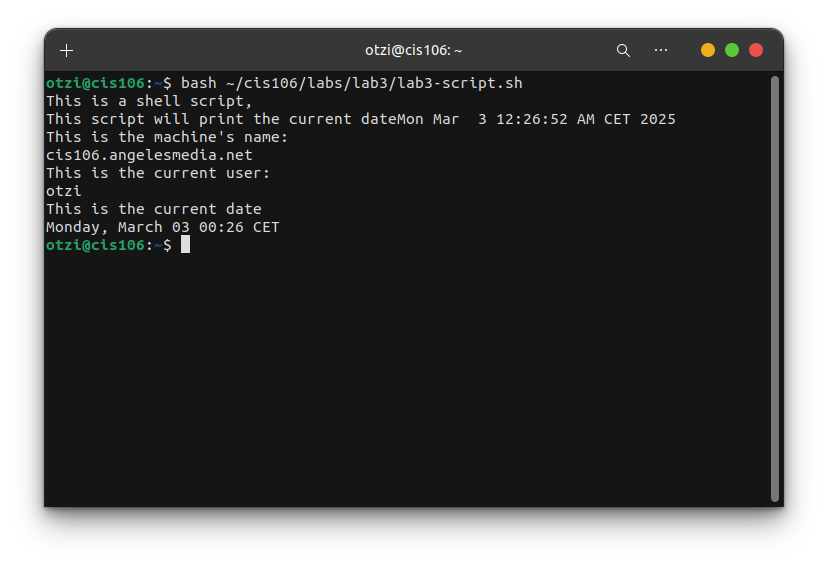 otzi@cis106: ~
otzi@cis106:~$ bash ~/cis106/labs/lab3/lab3-script.sh
This is a shell script,
This script will print the current dateMon Mar  3 12:26:52 AM CET 2025
This is the machine's name:
cis106.angelesmedia.net
This is the current user:
otzi
This is the current date
Monday, March 03 00:26 CET
otzi@cis106:~$